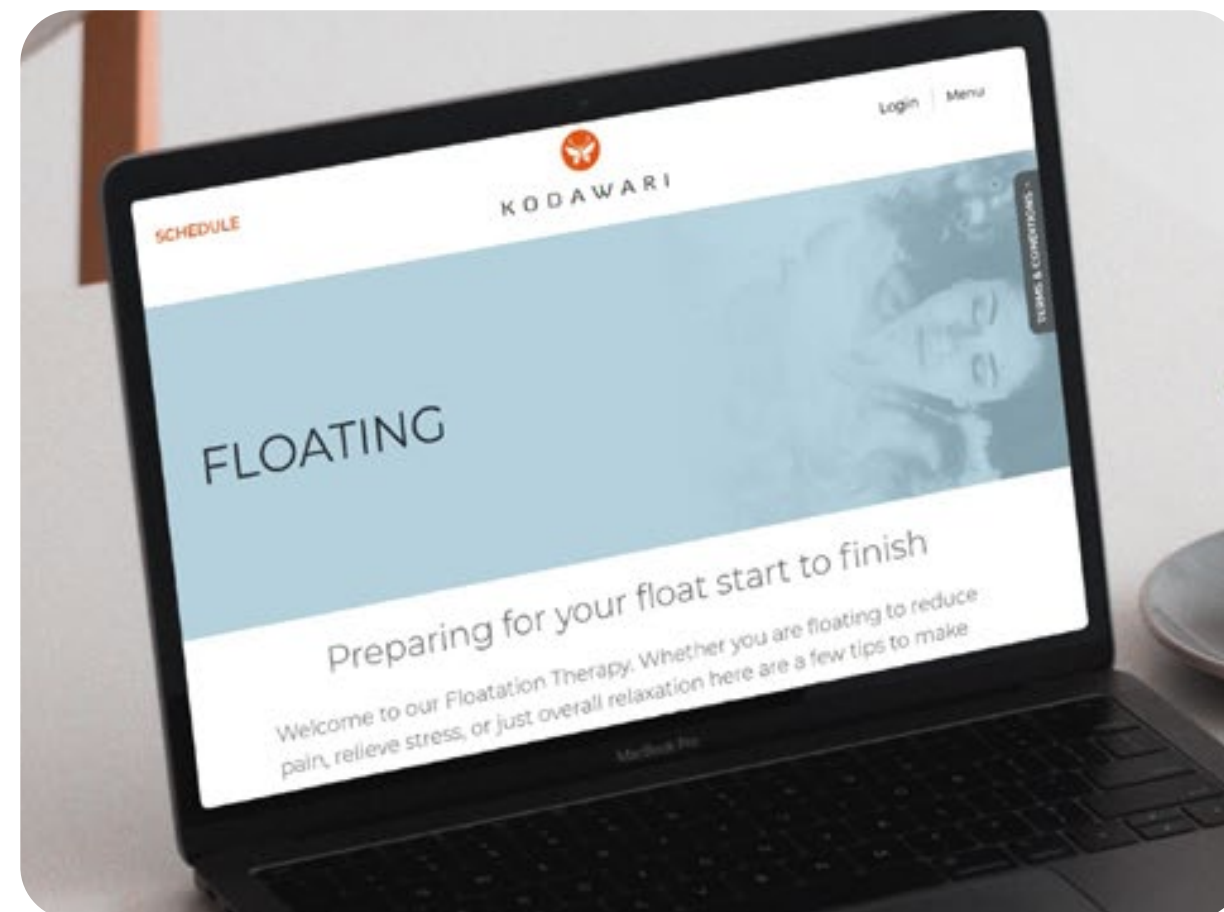 Login
Menu
KODAWARI
SCHEDULE
TERMS & CONDITIONS
FLOATING
Preparing for your float start to finish
Welcome to our Floatation Therapy. Whether you are floating to reduce
pain, relieve stress, or just overall relaxation here are a few tips to make
MacBook Pro